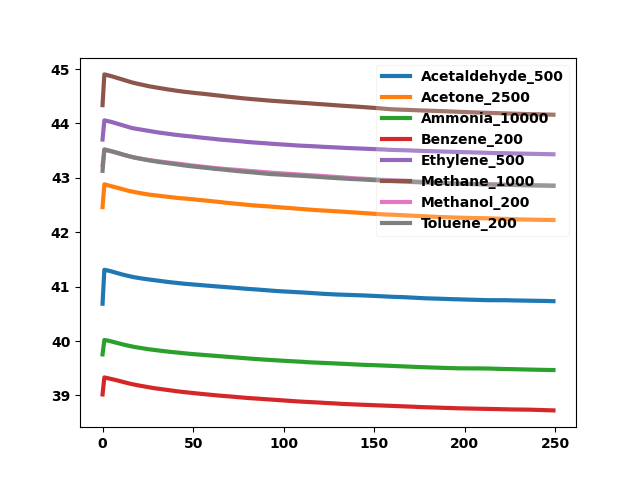 45
44
43
42
41
40
39
0
50
100
150
200
250
Acetaldehyde_500
Acetone_2500
Ammonia_10000
Benzene_200
Ethylene_500
Methane_1000
Methanol_200
Toluene_200